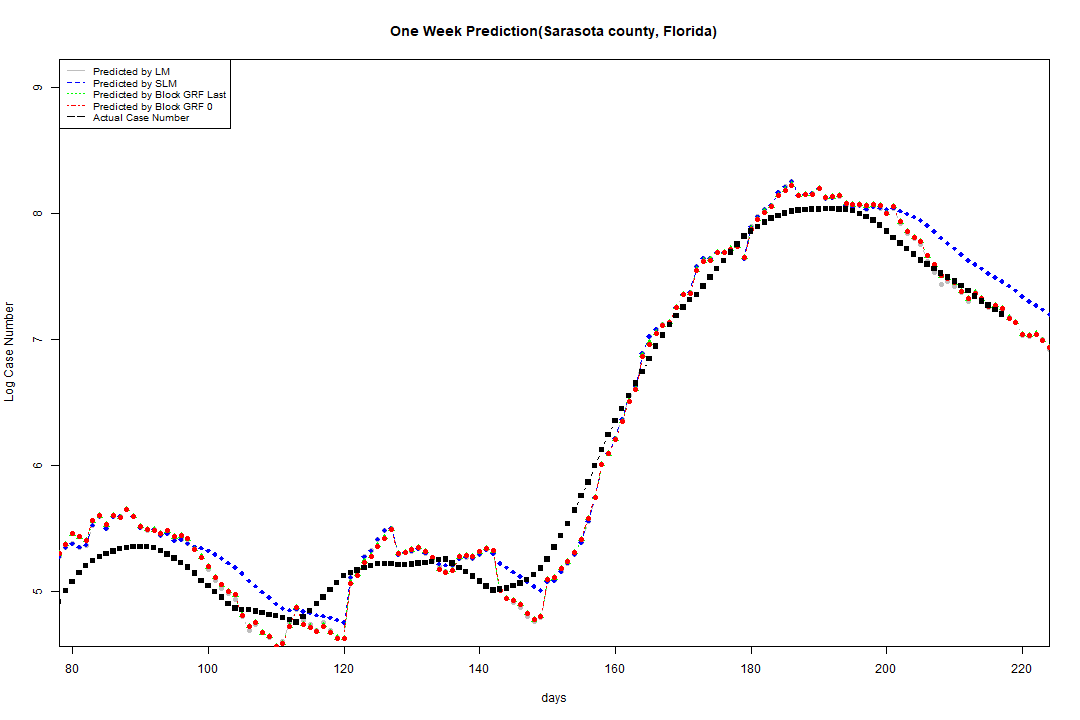 One Week Prediction(Sarasota county, Florida)
Predicted by LM
Predicted by SLM
Predicted by Block GRF Last
Predicted by Block GRF 0
Actual Case Number
9
8
7
6
5
Log Case Number
80 100 120 140 160 180 200 220
days